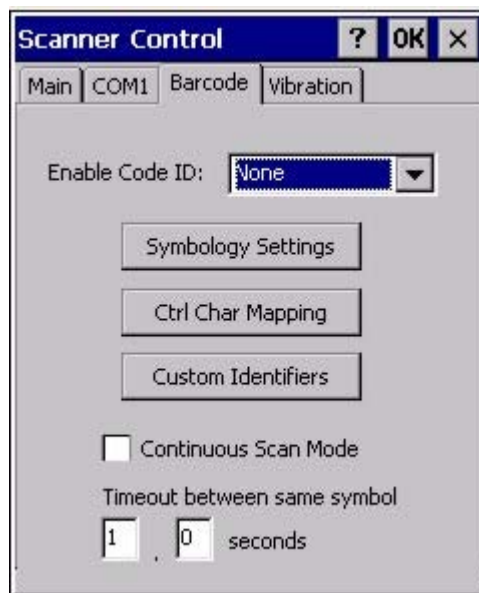 Scanner Control ? OK ×
Main COM1 Barcode Vibration
Enable Code ID: None
Symbology Settings
Ctrl Char Mapping
Custom Identifiers
Continuous Scan Mode
Timeout between same symbol
1 . 0 seconds